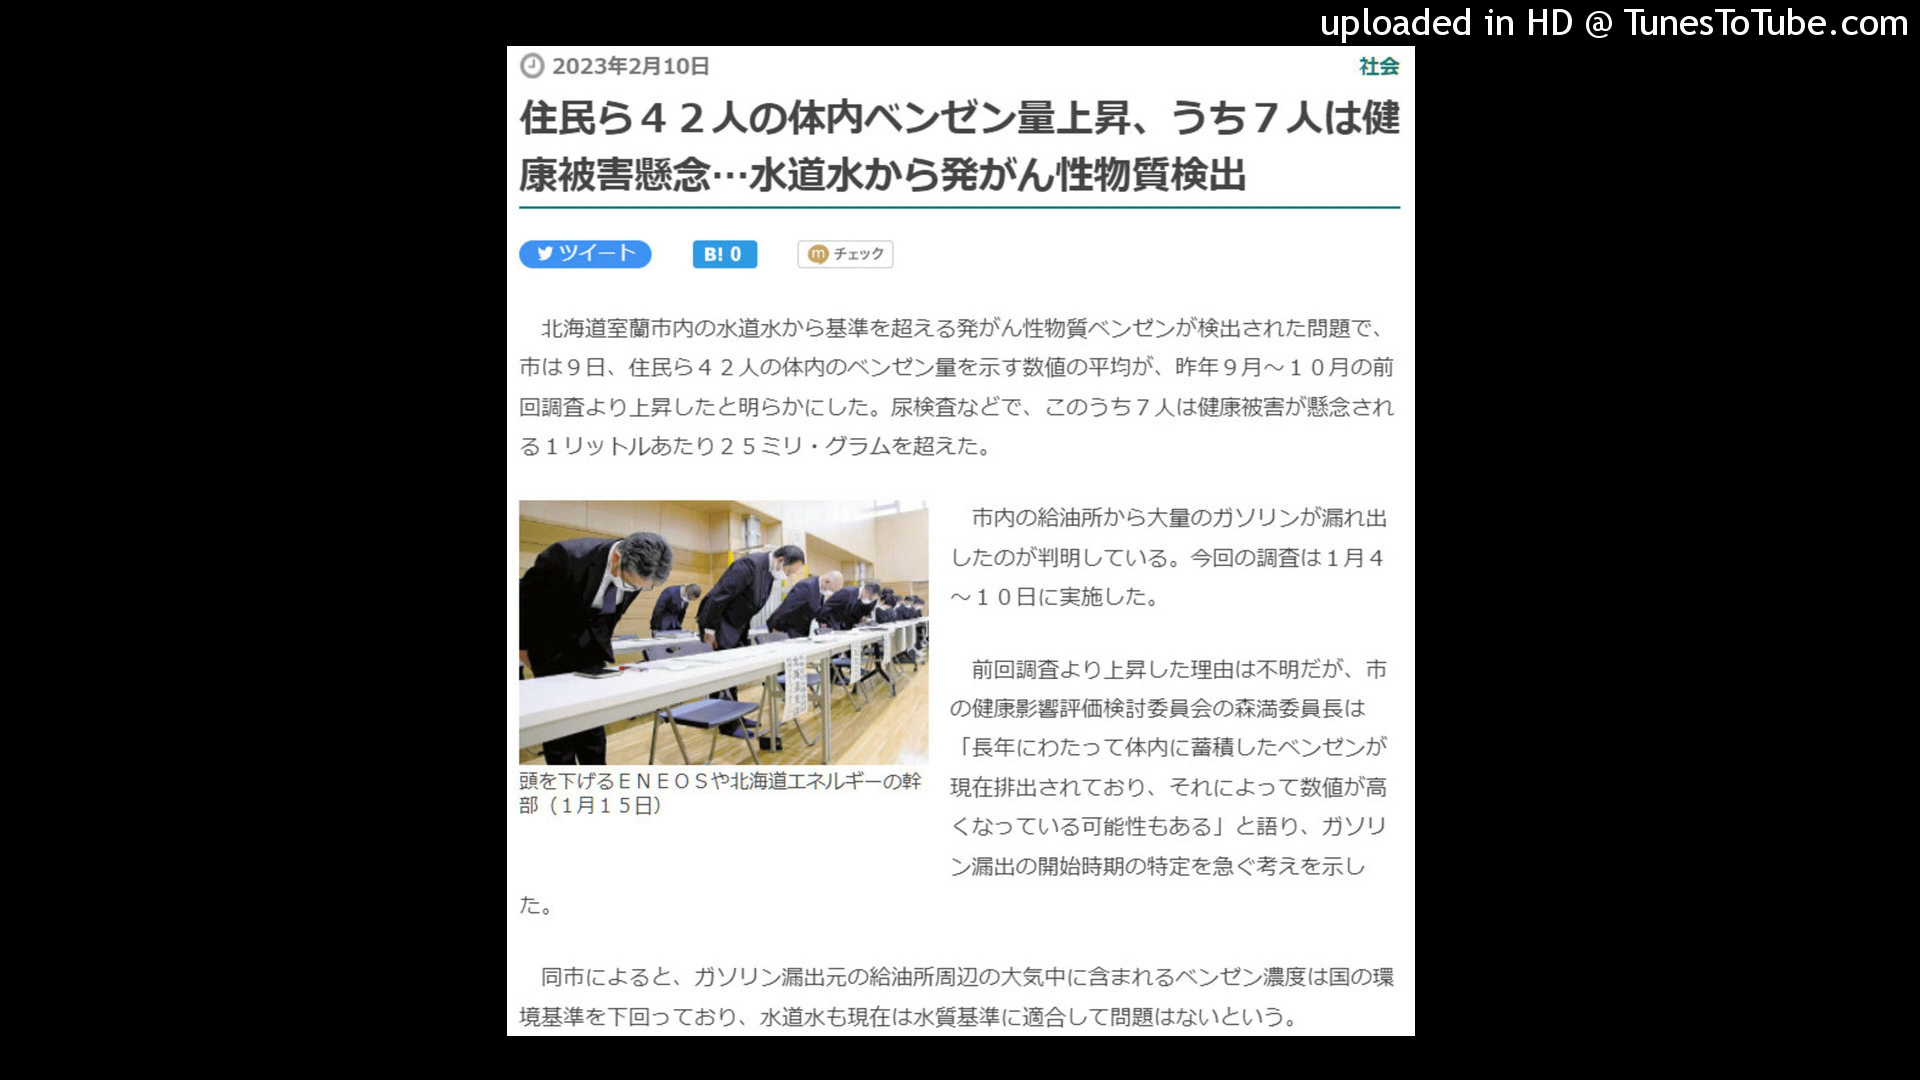 uploaded in HD @ TunesToTube.com
2023年2月10日
社会
住民ら４２人の体内ベンゼン量上昇、うち７人は健
康被害懸念…水道水から発がん性物質検出
ツイート
B! 0
m チェック
北海道室蘭市内の水道水から基準を超える発がん性物質ベンゼンが検出された問題で、
市は９日、住民ら４２人の体内のベンゼン量を示す数値の平均が、昨年９月～１０月の前
回調査より上昇したと明らかにした。尿検査などで、このうち７人は健康被害が懸念され
る１リットルあたり２５ミリ・グラムを超えた。
市内の給油所から大量のガソリンが漏れ出
したのが判明している。今回の調査は１月４
～１０日に実施した。
前回調査より上昇した理由は不明だが、市
の健康影響評価検討委員会の森満委員長は
「長年にわたって体内に蓄積したベンゼンが
現在排出されており、それによって数値が高
くなっている可能性もある」と語り、ガソリ
ン漏出の開始時期の特定を急ぐ考えを示し
た。
頭を下げるＥＮＥＯＳや北海道エネルギーの幹
部（１月１５日）
同市によると、ガソリン漏出元の給油所周辺の大気中に含まれるベンゼン濃度は国の環
境基準を下回っており、水道水も現在は水質基準に適合して問題はないという。